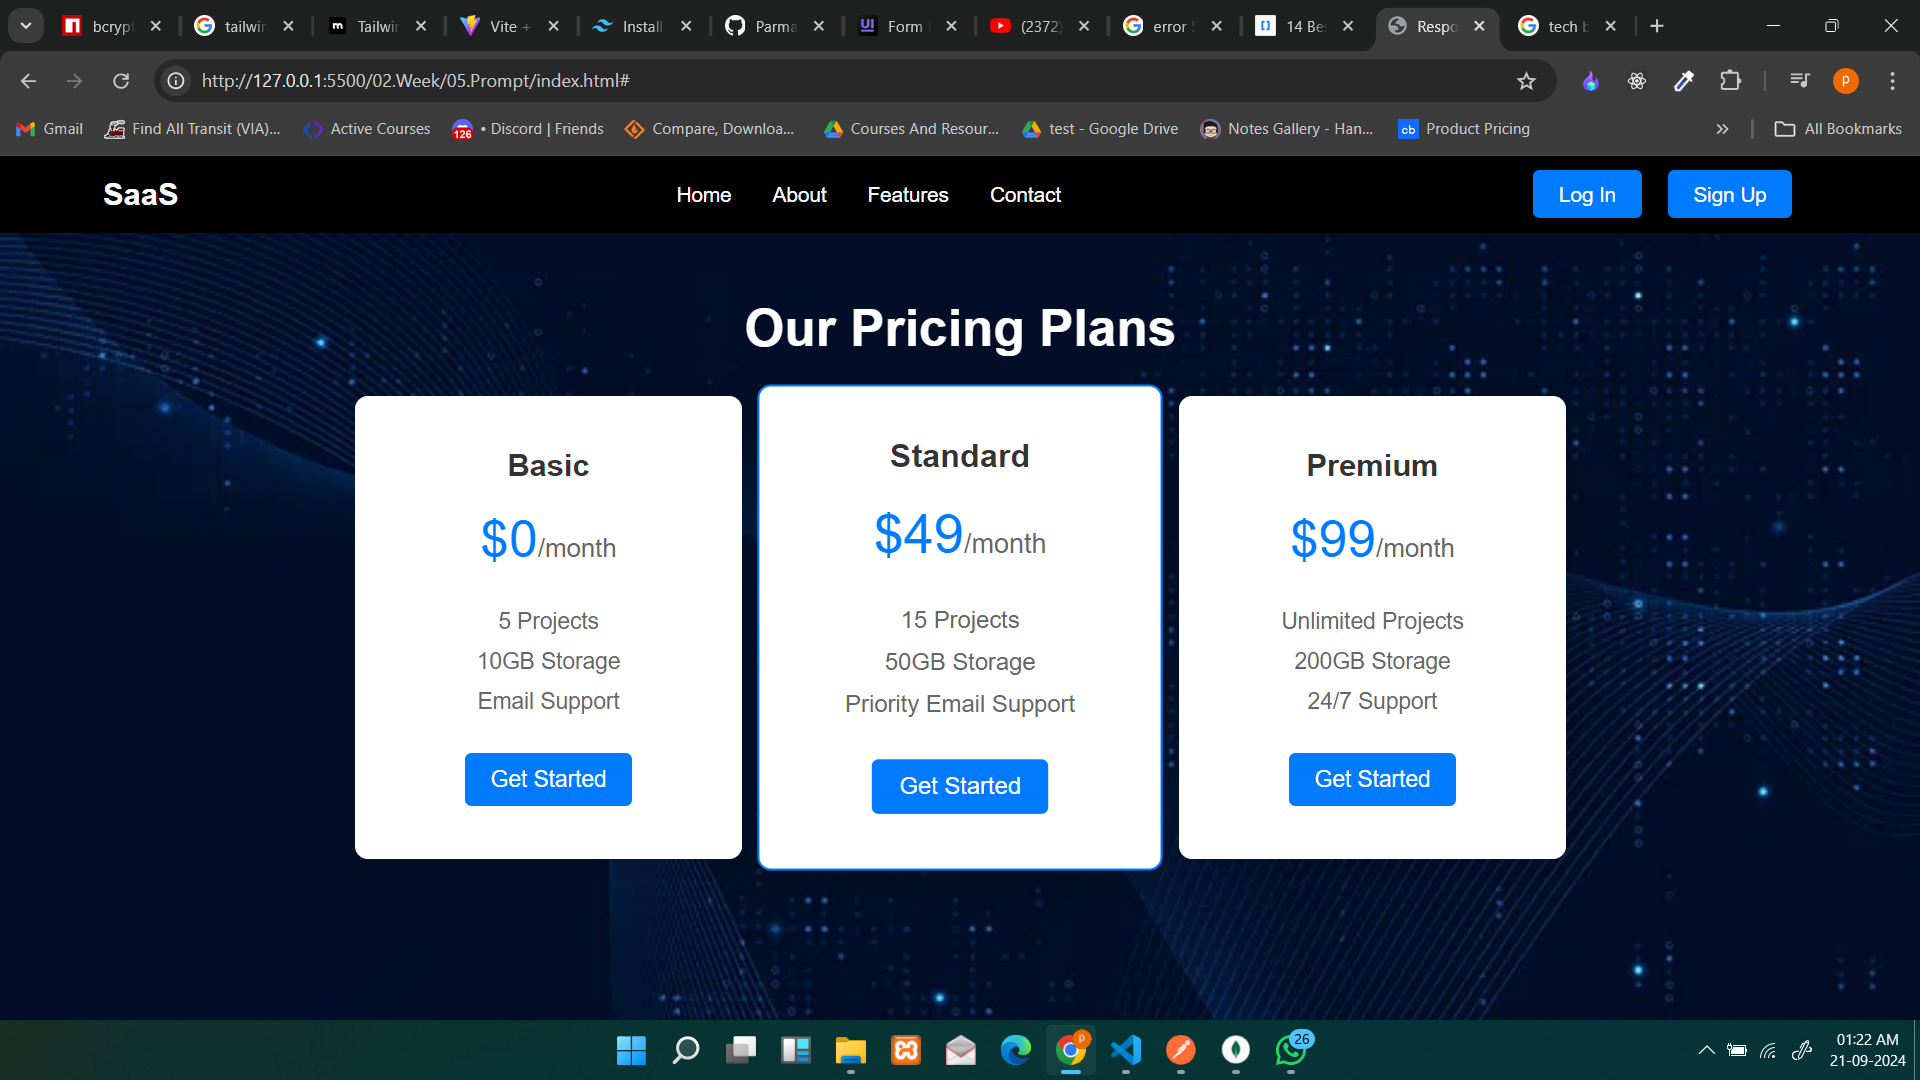 bcrypt
tailwin
Tailwin
Vite +
Install
Parma
Form
(2372)
error
14 Be
Respo
tech b
http://127.0.0.1:5500/02.Week/05.Prompt/index.html#
P
Gmail
Find All Transit (VIA)...
Active Courses
126
• Discord | Friends
Compare, Downloa...
Courses And Resour...
test - Google Drive
Notes Gallery - Han...
cb
Product Pricing
All Bookmarks
SaaS
Home
About
Features
Contact
Log In
Sign Up
Our Pricing Plans
Basic
$0/month
5 Projects
10GB Storage
Email Support
Get Started
Standard
$49/month
15 Projects
50GB Storage
Priority Email Support
Get Started
Premium
$99/month
Unlimited Projects
200GB Storage
24/7 Support
Get Started
26
01:22 AM
21-09-2024